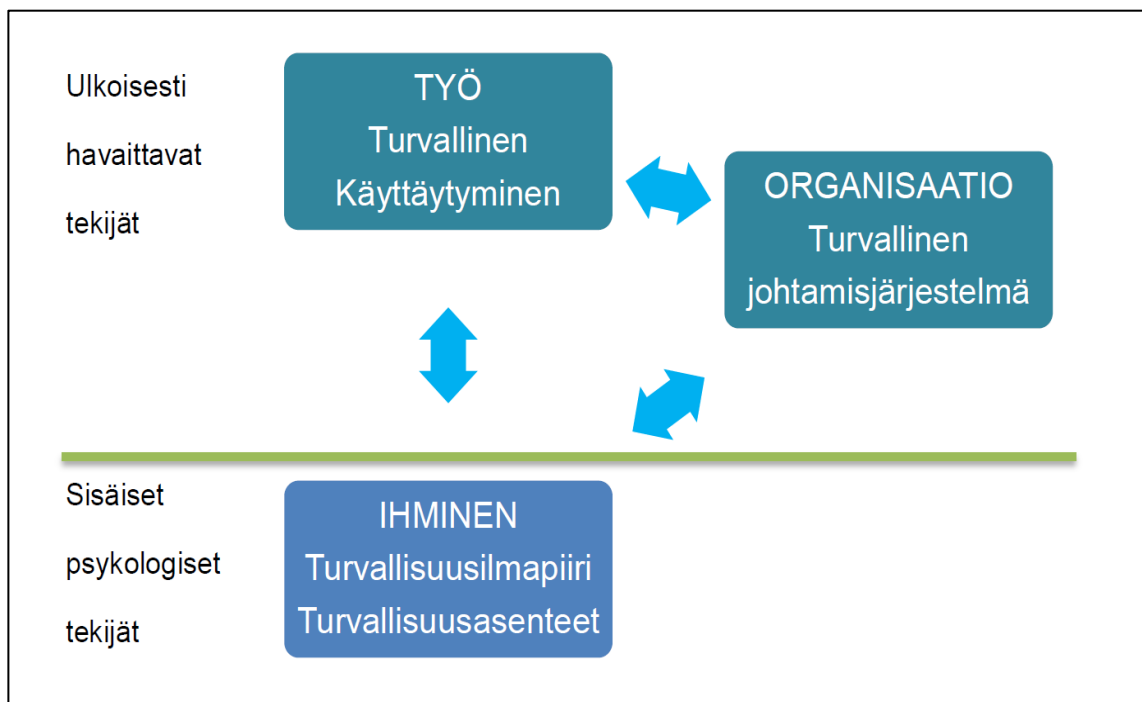 Ulkoisesti
havaittavat
tekijät
TYÖ
Turvallinen
Käyttäytyminen
ORGANISAATIO
Turvallinen
johtamisjärjestelmä
Sisäiset
psykologiset
tekijät
IHMINEN
Turvallisuusilmapiiri
Turvallisuusasenteet